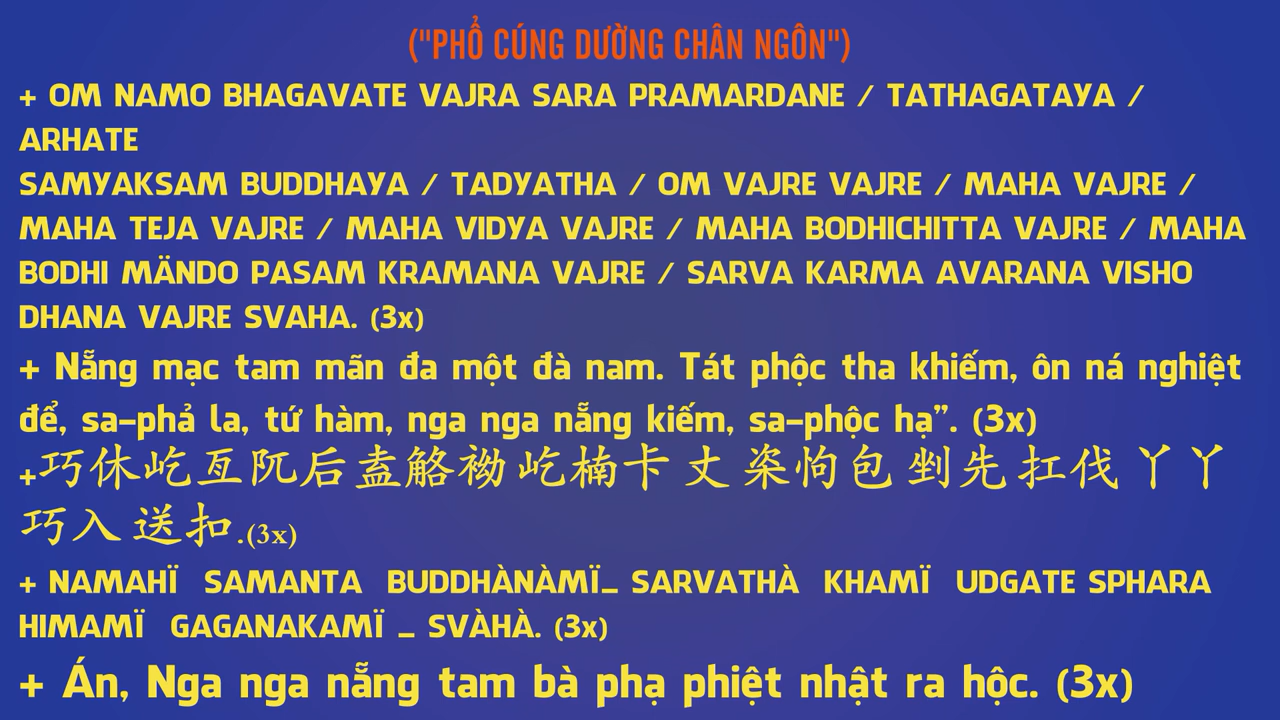 ("PHỔ CÚNG DƯỜNG CHÂN NGÔN")
+ OM NAMO BHAGAVATE VAJRA SARA PRAMARDANE / TATHAGATAYA /
ARHATE
SAMYAKSAM BUDDHAYA / TADYATHA / OM VAJRE VAJRE / MAHA VAJRE /
MAHA TEJA VAJRE / MAHA VIDYA VAJRE / MAHA BODHICHITTA VAJRE / MAHA
BODHI MÄNDO PASAM KRAMANA VAJRE / SARVA KARMA AVARANA VISHO
DHANA VAJRE SVAHA. (3x)
+ Nẵng mạc tam mãn đa một đà nam. Tát phộc tha khiếm, ôn ná nghiệt
để, sa-phả la, tứ hàm, nga nga nẵng kiếm, sa-phộc hạ”. (3x)
+巧休屹亙阢后盍觡袎屹楠卡丈楶怐包剉先扛伐丫丫
巧入送扣.(3x)
+ NAMAHÏ SAMANTA BUDDHÀNÀMÏ_ SARVATHÀ KHAMÏ UDGATE SPHARA
HIMAMÏ GAGANAKAMÏ _ SVÀHÀ. (3x)
+ Án, Nga nga nẵng tam bà phạ phiệt nhật ra hộc. (3x)